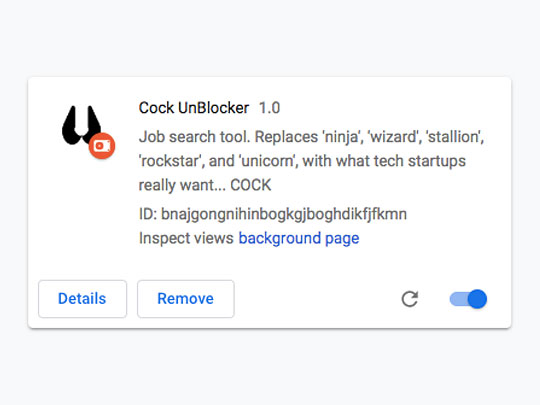 Cock UnBlocker 1.0
Job search tool. Replaces 'ninja', 'wizard', 'stallion',
'rockstar', and 'unicorn', with what tech startups
really want... COCK
ID: bnajgongnihinbogkgjboghdikfjfkmn
Inspect views background page
Details Remove